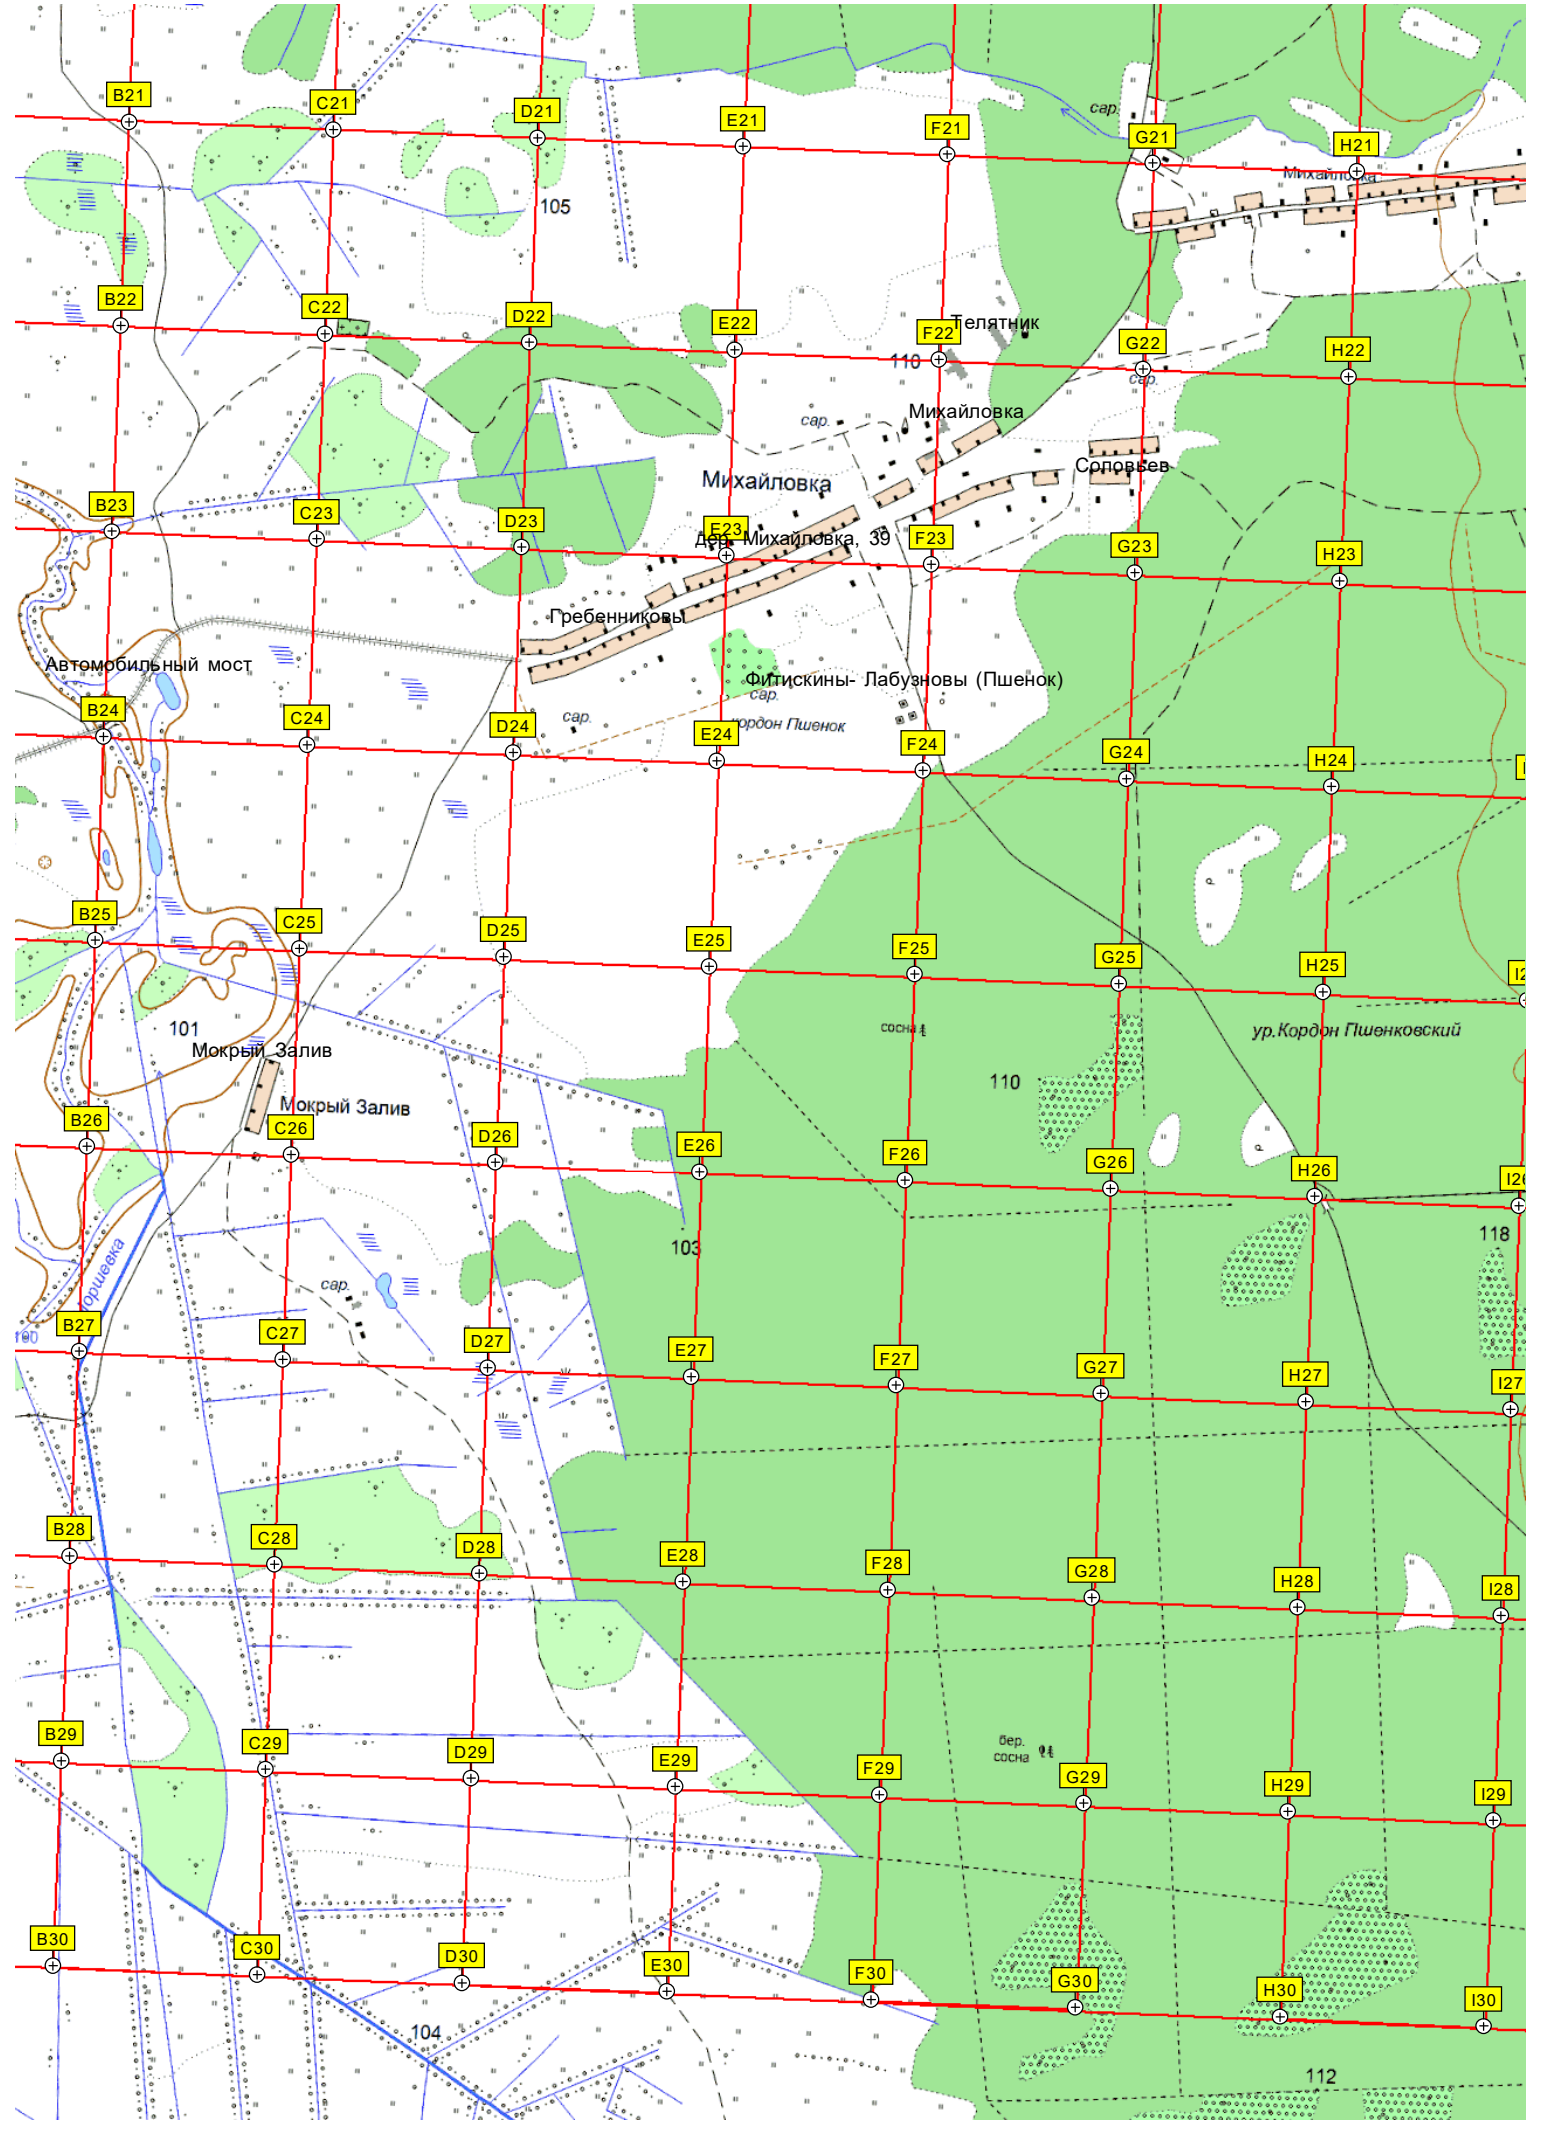 B21
C21
D21
E21
F21
G21
H21
сар.
Михайловка
105
B22
C22
D22
E22
F22
Телятник
G22
H22
110
сар.
Михайловка
сар.
Соловьев
Михайловка
B23
C23
D23
E23
дер. Михайловка, 39
F23
G23
H23
Гребенниковы
Автомобильный мост
Фитискины- Лабузновы (Пшенок)
сар.
сар.
кордон Пшенок
B24
C24
D24
E24
F24
G24
H24
B25
C25
D25
E25
F25
G25
H25
101
сосна
ур.Кордон Пшенковский
Мокрый Залив
110
Мокрый Залив
B26
C26
D26
E26
F26
G26
H26
I26
103
118
сар.
B27
C27
D27
E27
F27
G27
H27
I27
100
B28
C28
D28
E28
F28
G28
H28
I28
B29
C29
D29
E29
бер.
сосна
F29
G29
H29
I29
B30
C30
D30
E30
F30
G30
H30
I30
104
112